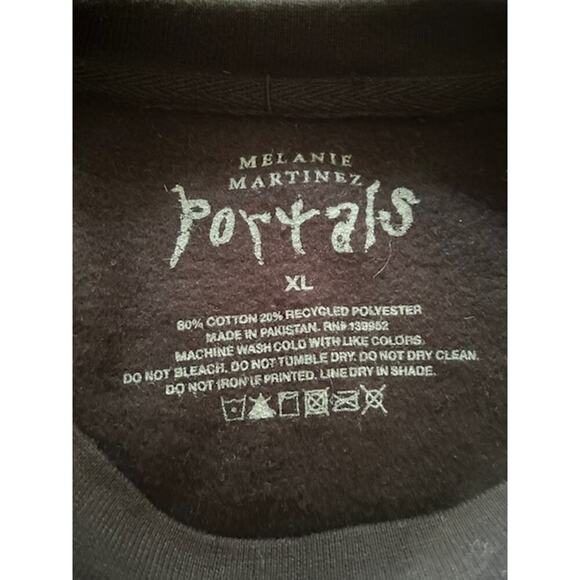 MELANIE
MARTINEZ
Portals
XL
80% COTTON 20% RECYCLED POLYESTER
MADE IN PAKISTAN. RN# 139952
MACHINE WASH COLD WITH LIKE COLORS.
DO NOT BLEACH. DO NOT TUMBLE DRY. DO NOT DRY CLEAN.
DO NOT IRON IF PRINTED. LINE DRY IN SHADE.